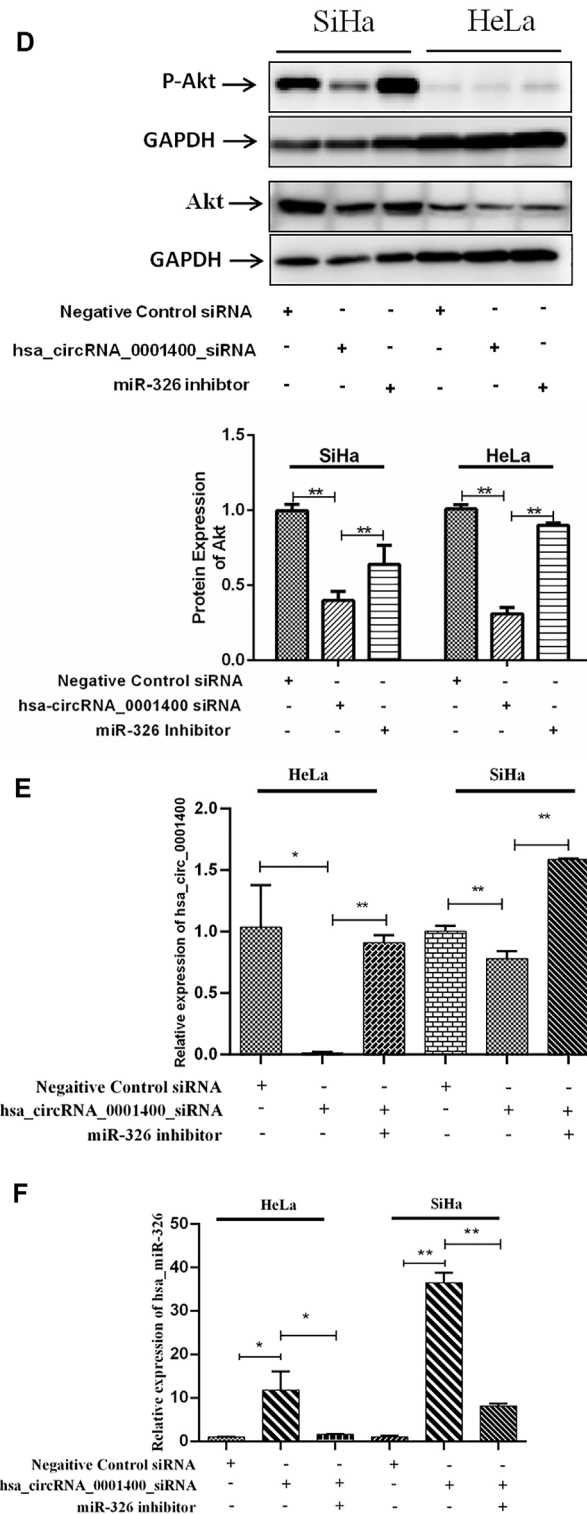 D
SiHa HeLa
P-Akt
GAPDH
Akt
GAPDH
Negative Control siRNA + - - + - -
hsa_circRNA_0001400_siRNA - + - - + -
miR-326 inhibtor - - + - - +
Protein Expression
of Akt
1.5
1.0
0.5
0.0
SiHa HeLa
** ** ** **
Negative Control siRNA + - - + - -
hsa-circRNA_0001400 siRNA - + - - + -
miR-326 Inhibitor - - + - - +
E
HeLa SiHa
Relative expression of hsa_circ_0001400
2.0
1.5
1.0
0.5
0.0
* ** ** **
Negaitive Control siRNA + - - + - -
hsa_circRNA_0001400_siRNA - + + - + +
miR-326 inhibitor - - + - - +
F
HeLa SiHa
Relative expression of hsa_miR-326
50
40
30
20
10
0
* * ** **
Negaitive Control siRNA + - - + - -
hsa_circRNA_0001400_siRNA - + + - + +
miR-326 inhibitor - - + - - +